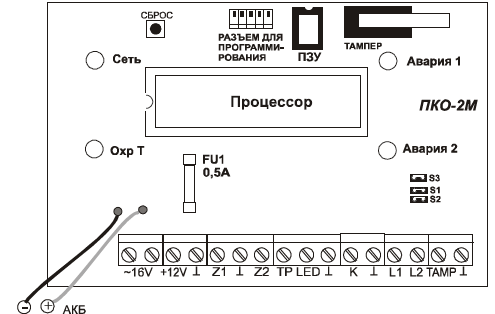 СБРОС
РАЗЪЕМ ДЛЯ
ПРОГРАММИ-
РОВАНИЯ
ПЗУ
ТАМПЕР
Сеть
Авария 1
Процессор
ПКО-2М
Охр Т
FU1
0,5А
Авария 2
S3
S1
S2
~16V +12V ⊥ Z1 ⊥ Z2 TP LED ⊥ K ⊥ L1 L2 TAMP ⊥
− + АКБ